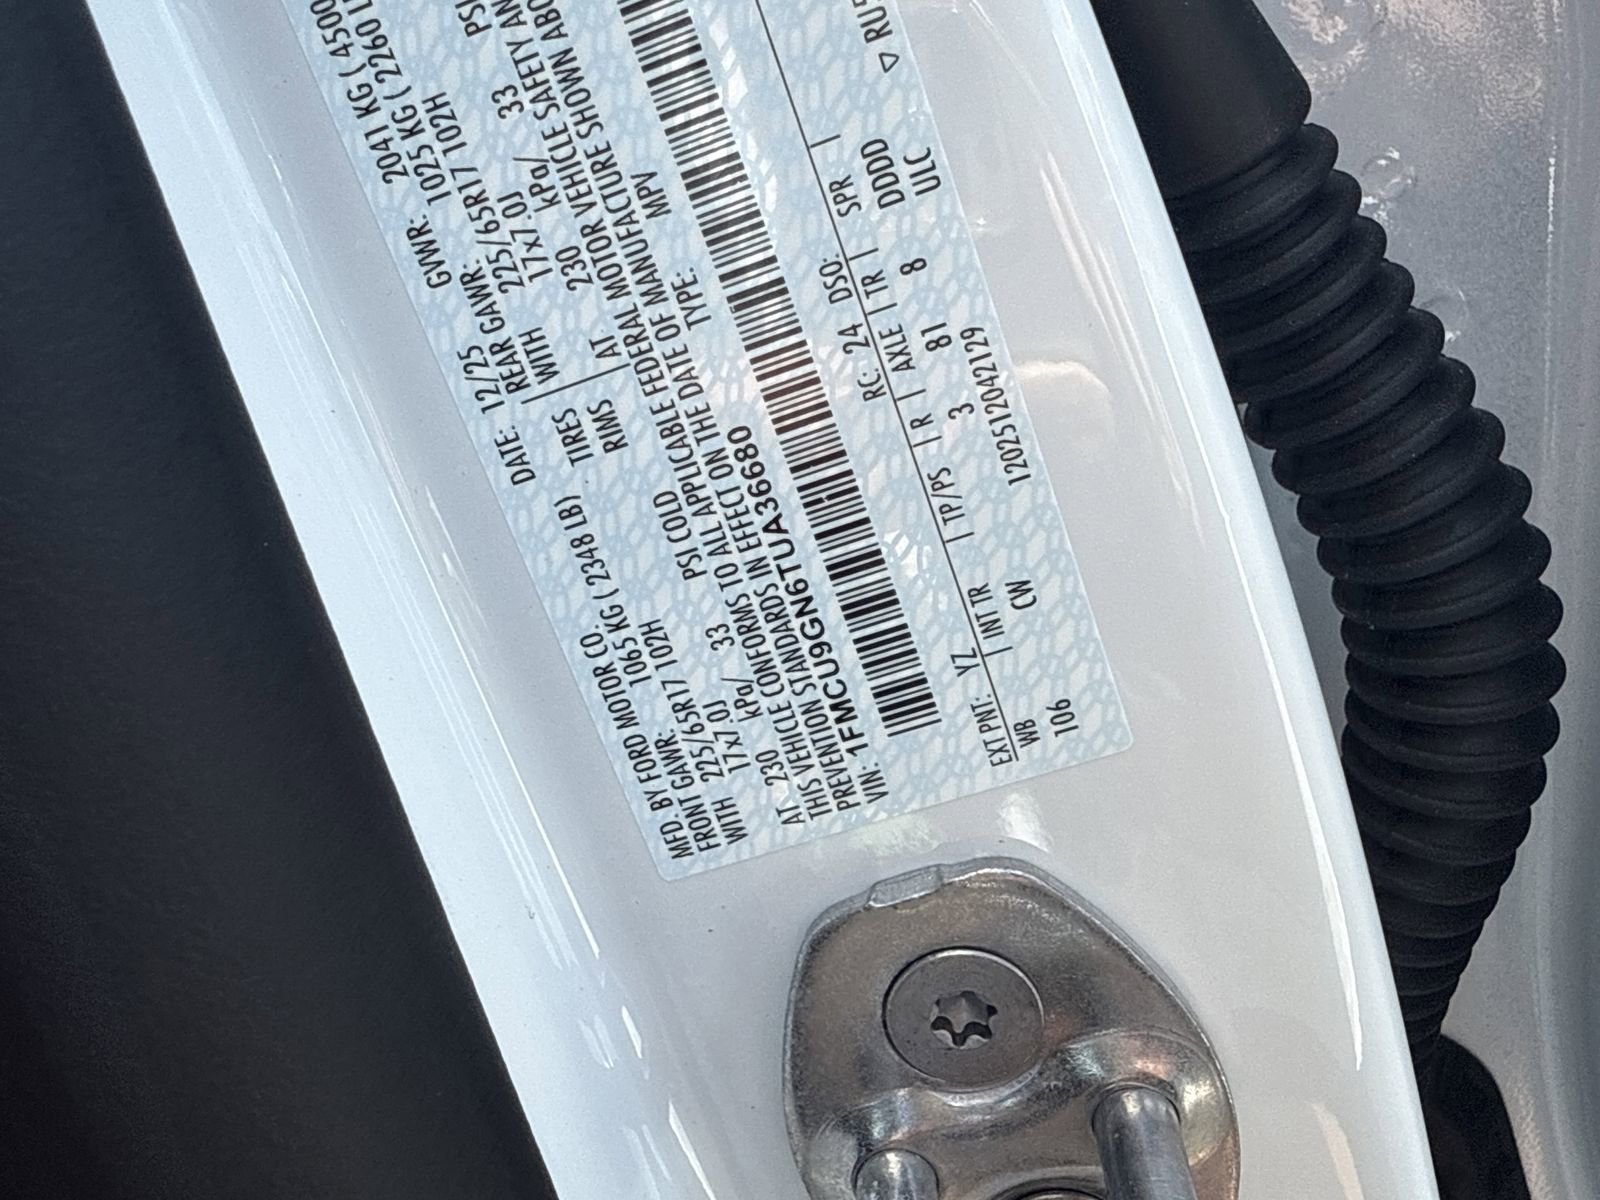 MFD. BY FORD MOTOR CO.
DATE: 12/25 GVWR: 2041 KG ( 4500
FRONT GAWR: 1065 KG ( 2348 LB) REAR GAWR: 1025 KG ( 2260 L
WITH 225/65R17 102H TIRES WITH 225/65R17 102H
17x7.0J RIMS 17x7.0J
AT 230 kPa/ 33 PSI COLD AT 230 kPa/ 33 PSI
THIS VEHICLE CONFORMS TO ALL APPLICABLE FEDERAL MOTOR VEHICLE SAFETY AN
PREVENTION STANDARDS IN EFFECT ON THE DATE OF MANUFACTURE SHOWN ABO
VIN: 1FMCU9GN6TUA36680 TYPE: MPV
EXT PNT: YZ RC: 24 DSO:
W8 | INT TR | TP/PS | R | AXLE | TR | SPR |
106 CW 3 81 8 DDDD
1202512042129 ULC
▽ RU5